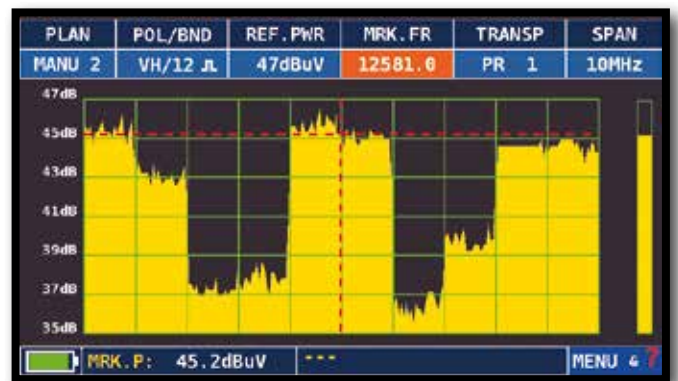 PLAN POL/BND REF.PWR MRK.FR TRANSP SPAN
MANU 2 VH/12 47dBuV 12581.0 PR 1 10MHz
47dB
45dB
43dB
41dB
39dB
37dB
35dB
MRK.P: 45.2dBuV --- MENU 4 ?